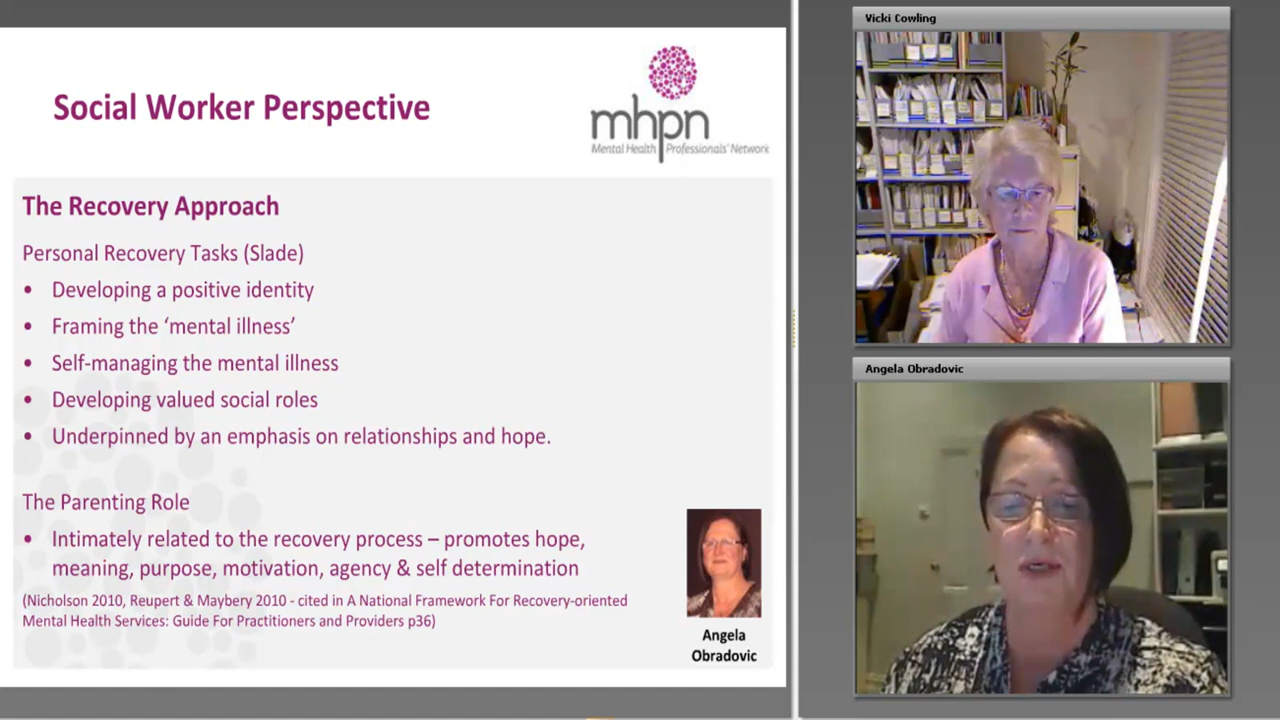 Social Worker Perspective
mhpn
Mental Health Professionals' Network
The Recovery Approach
Personal Recovery Tasks (Slade)
• Developing a positive identity
• Framing the ‘mental illness’
• Self-managing the mental illness
• Developing valued social roles
• Underpinned by an emphasis on relationships and hope.
The Parenting Role
• Intimately related to the recovery process – promotes hope,
meaning, purpose, motivation, agency & self determination
(Nicholson 2010, Reupert & Maybery 2010 - cited in A National Framework For Recovery-oriented
Mental Health Services: Guide For Practitioners and Providers p36)
Angela
Obradovic
Vicki Cowling
Angela Obradovic